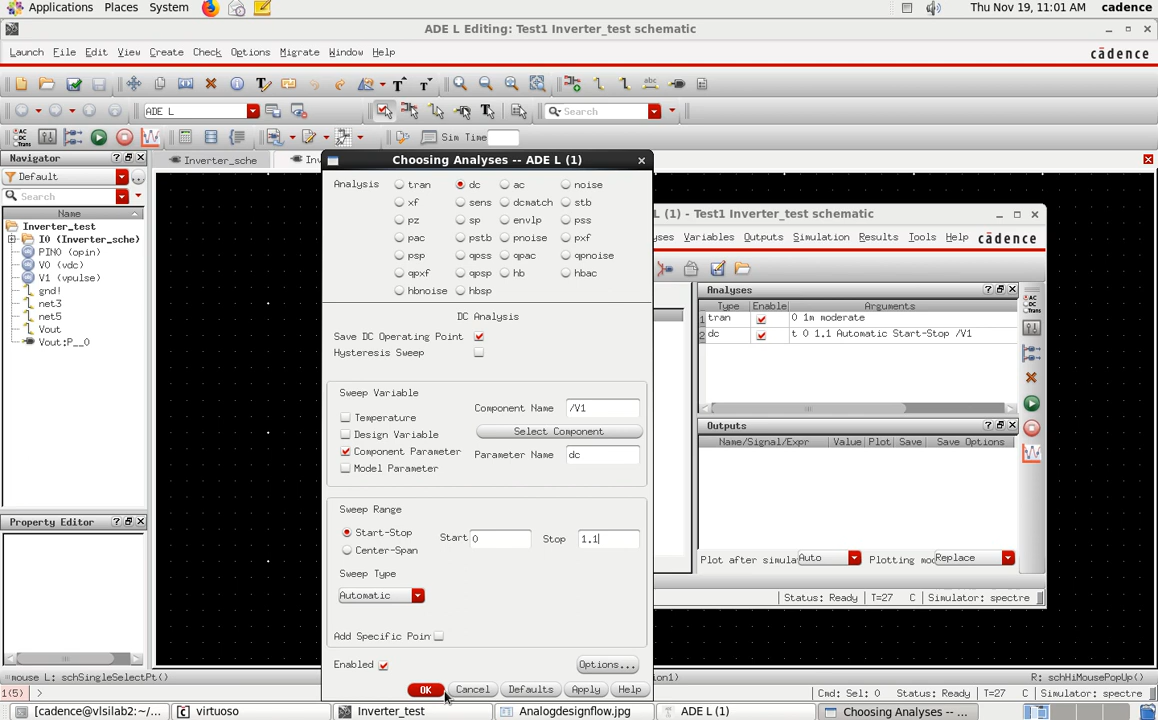 Applications Places System Thu Nov 19, 11:01 AM cadence
ADE L Editing: Test1 Inverter_test schematic
Launch File Edit View Create Check Options Migrate Window Help cādence
ADE L Search
Sim Time
Navigator
Default
Search
Name
Inverter_test
I0 (Inverter_sche)
PIN0 (opin)
V0 (vdc)
V1 (vpulse)
gnd!
net3
net5
Vout
Vout:P__0
Property Editor
Inverter_sche
Choosing Analyses -- ADE L (1)
Analysis tran dc ac noise
xf sens dcmatch stb
pz sp envlp pss
pac pstb pnoise pxf
psp qpss qpac qpnoise
qpxf qpsp hb hbac
hbnoise hbsp
DC Analysis
Save DC Operating Point
Hysteresis Sweep
Sweep Variable
Temperature
Design Variable
Component Parameter
Model Parameter
Component Name /V1
Select Component
Parameter Name dc
Sweep Range
Start-Stop
Center-Span
Start 0 Stop 1.1
Sweep Type
Automatic
Add Specific Poin
Enabled Options...
OK Cancel Defaults Apply Help
L (1) - Test1 Inverter_test schematic
yses Variables Outputs Simulation Results Tools Help cādence
Analyses
Type Enable Arguments
1 tran 0 1m moderate
2 dc t 0 1.1 Automatic Start-Stop /V1
Outputs
Name/Signal/Expr Value Plot Save Save Options
Plot after simula Auto Plotting mo Replace
Status: Ready T=27 C Simulator: spectre
mouse L: schSingleSelectPt() ion1) R: schHiMousePopUp()
1(5) > Cmd: Sel: 0 Status: Ready T=27 C Simulator: spectre
[cadence@vlsilab2:~/... virtuoso Inverter_test Analogdesignflow.jpg ADE L (1) Choosing Analyses -- ...